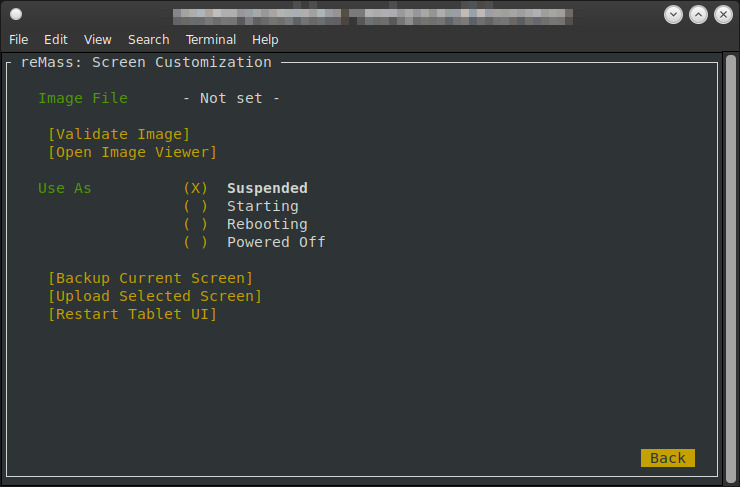 File Edit View Search Terminal Help
reMass: Screen Customization
Image File - Not set -
[Validate Image]
[Open Image Viewer]
Use As (X) Suspended
( ) Starting
( ) Rebooting
( ) Powered Off
[Backup Current Screen]
[Upload Selected Screen]
[Restart Tablet UI]
Back